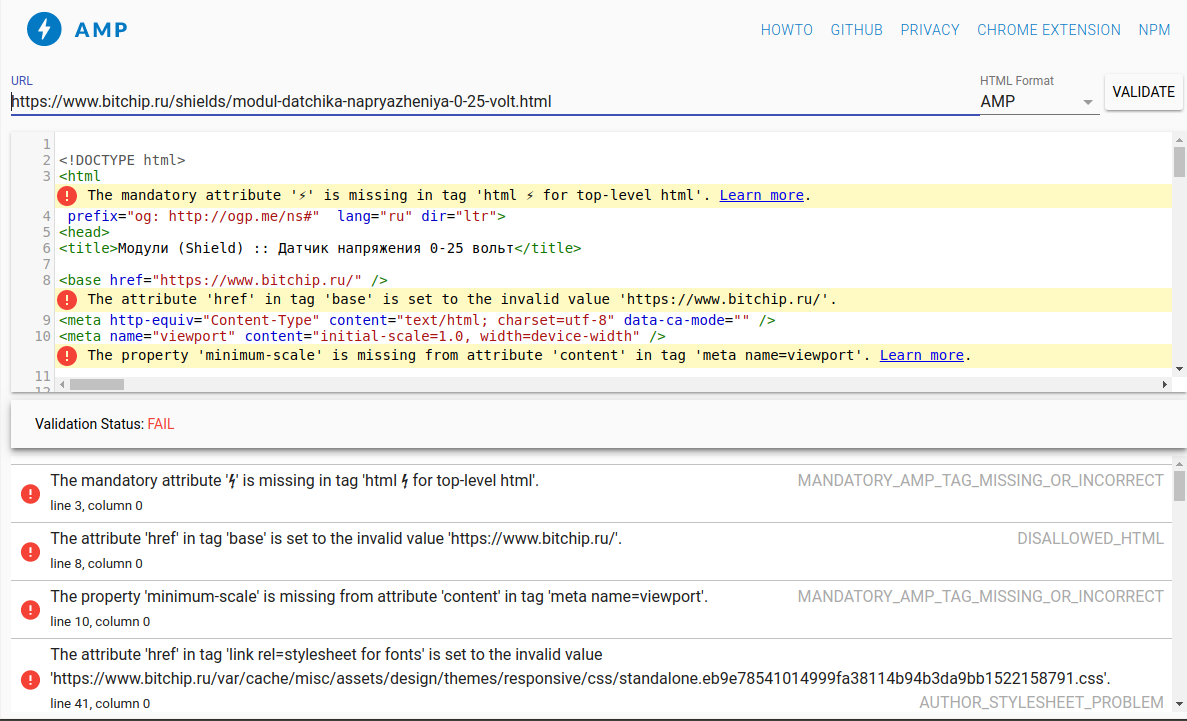 AMP
HOWTO GITHUB PRIVACY CHROME EXTENSION NPM
URL
https://www.bitchip.ru/shields/modul-datchika-napryazheniya-0-25-volt.html
HTML Format
AMP
VALIDATE
1
2 <!DOCTYPE html>
3 <html
The mandatory attribute '⚡' is missing in tag 'html ⚡ for top-level html'. Learn more.
4 prefix="og: http://ogp.me/ns#"  lang="ru" dir="ltr">
5 <head>
6 <title>Модули (Shield) :: Датчик напряжения 0-25 вольт</title>
7
8 <base href="https://www.bitchip.ru/" />
The attribute 'href' in tag 'base' is set to the invalid value 'https://www.bitchip.ru/'.
9 <meta http-equiv="Content-Type" content="text/html; charset=utf-8" data-ca-mode="" />
10 <meta name="viewport" content="initial-scale=1.0, width=device-width" />
The property 'minimum-scale' is missing from attribute 'content' in tag 'meta name=viewport'. Learn more.
11
12
Validation Status: FAIL
The mandatory attribute '⚡' is missing in tag 'html ⚡ for top-level html'. MANDATORY_AMP_TAG_MISSING_OR_INCORRECT
line 3, column 0
The attribute 'href' in tag 'base' is set to the invalid value 'https://www.bitchip.ru/'. DISALLOWED_HTML
line 8, column 0
The property 'minimum-scale' is missing from attribute 'content' in tag 'meta name=viewport'. MANDATORY_AMP_TAG_MISSING_OR_INCORRECT
line 10, column 0
The attribute 'href' in tag 'link rel=stylesheet for fonts' is set to the invalid value
'https://www.bitchip.ru/var/cache/misc/assets/design/themes/responsive/css/standalone.eb9e78541014999fa38114b94b3da9bb1522158791.css'.
line 41, column 0 AUTHOR_STYLESHEET_PROBLEM